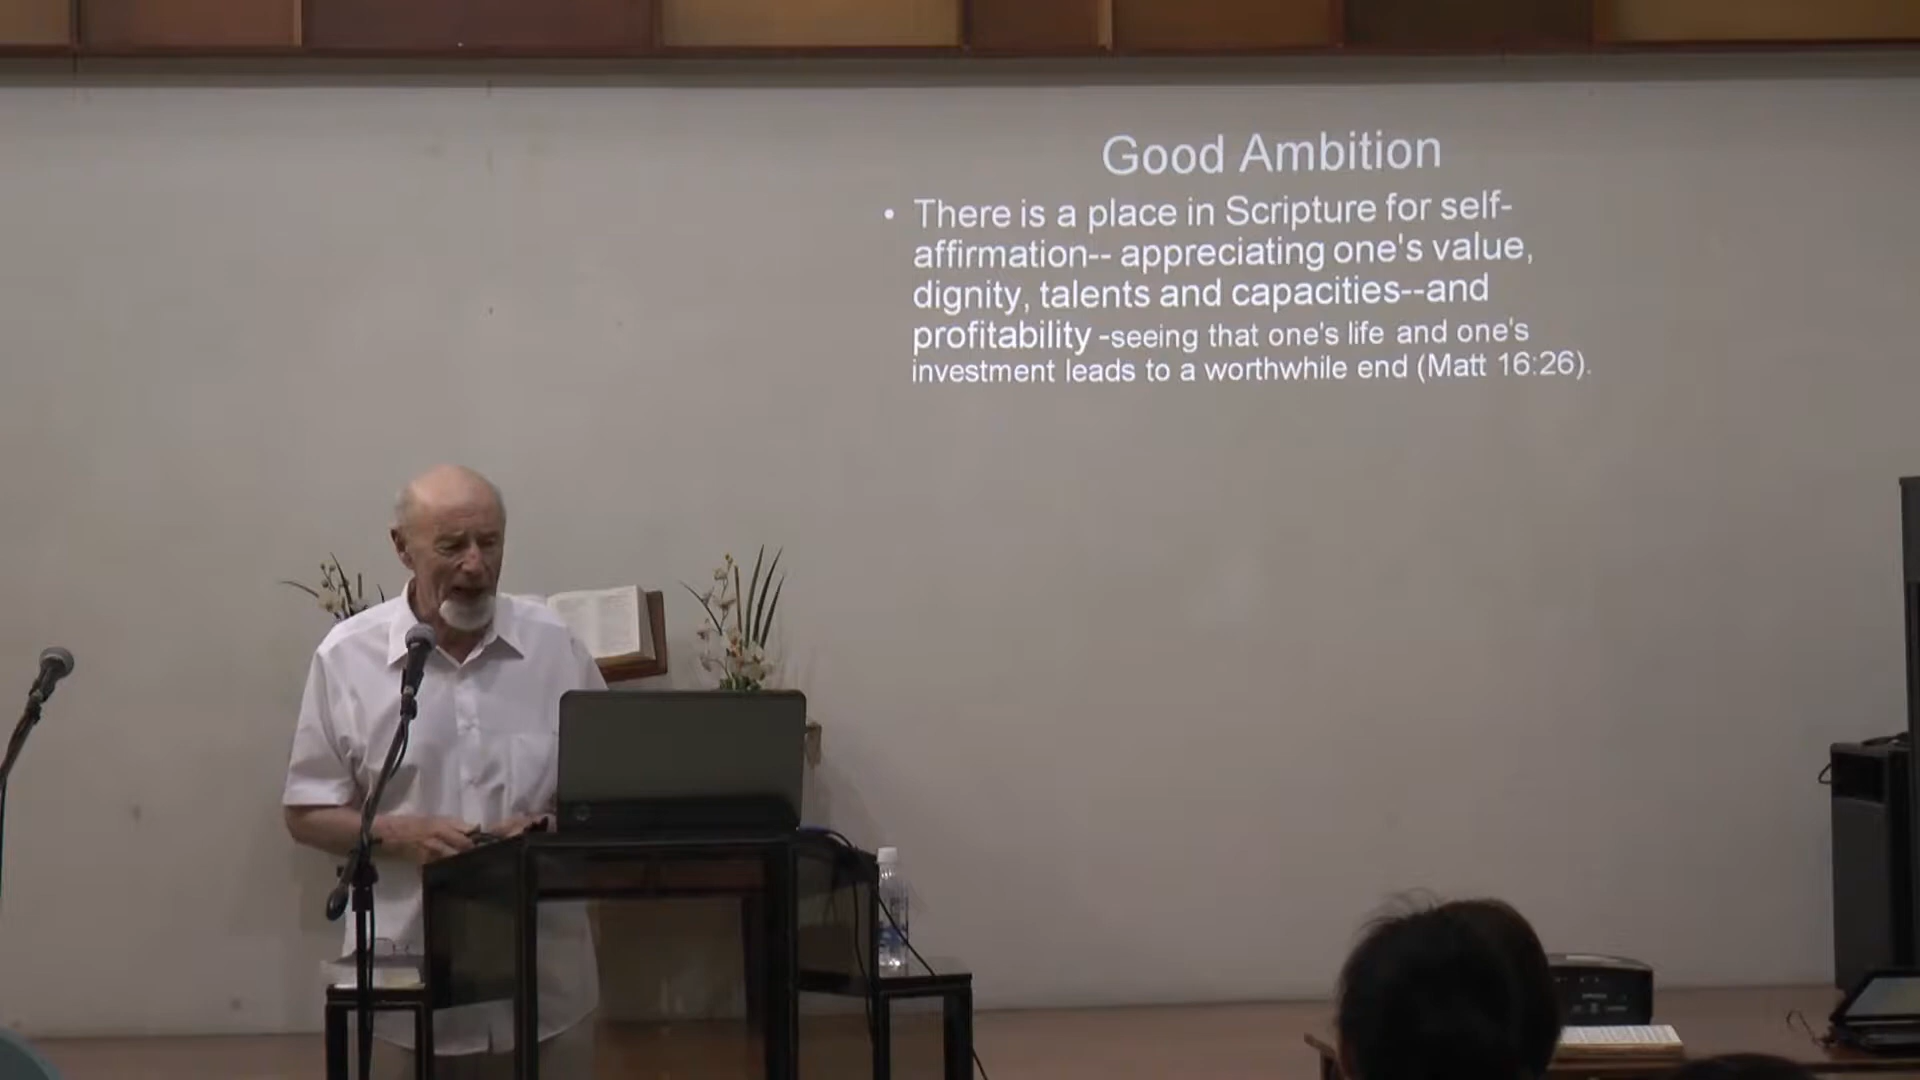 Good Ambition
• There is a place in Scripture for self-
affirmation-- appreciating one's value,
dignity, talents and capacities--and
profitability -seeing that one's life and one's
investment leads to a worthwhile end (Matt 16:26).